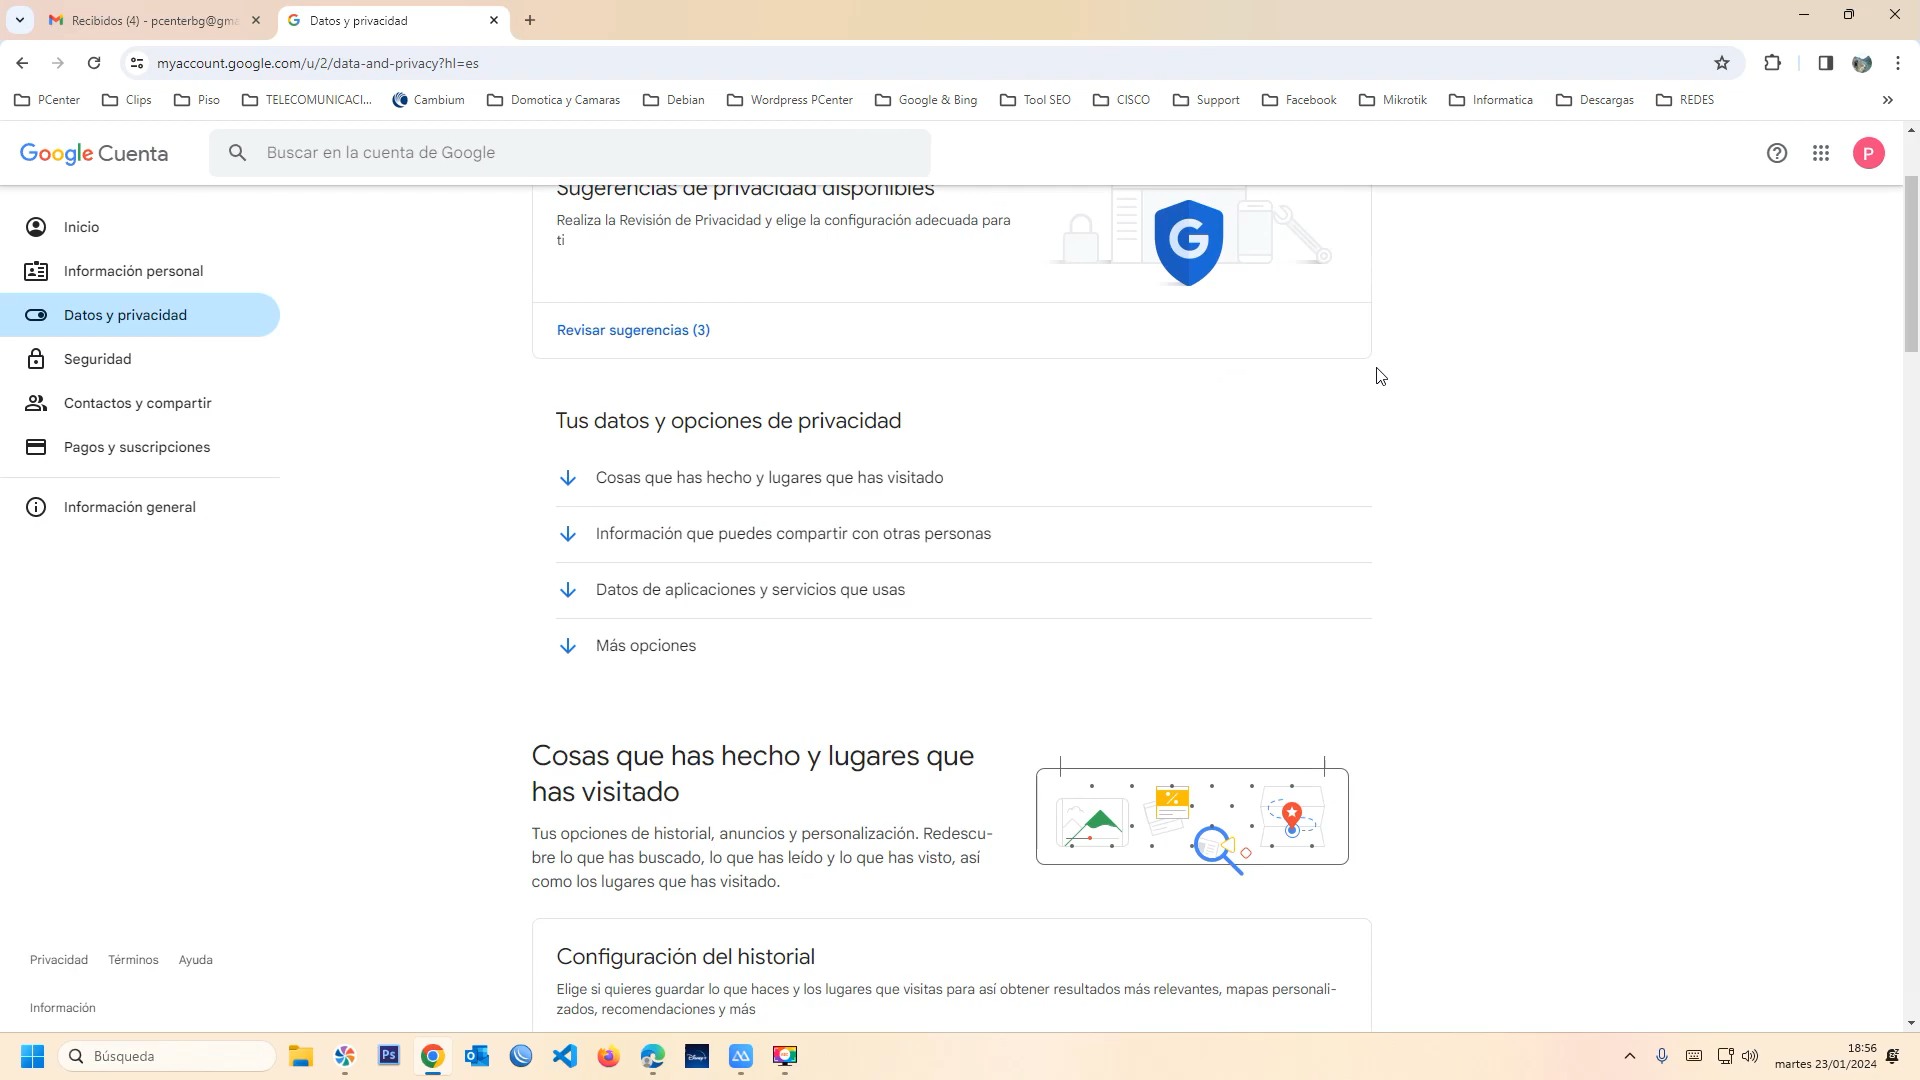 Recibidos (4) - pcenterbg@gma
Datos y privacidad
myaccount.google.com/u/2/data-and-privacy?hl=es
PCenter
Clips
Piso
TELECOMUNICACI...
Cambium
Domotica y Camaras
Debian
Wordpress PCenter
Google & Bing
Tool SEO
CISCO
Support
Facebook
Mikrotik
Informatica
Descargas
REDES
Google Cuenta
Buscar en la cuenta de Google
P
Inicio
Información personal
Datos y privacidad
Seguridad
Contactos y compartir
Pagos y suscripciones
Información general
Privacidad
Términos
Ayuda
Información
Sugerencias de privacidad disponibles
Realiza la Revisión de Privacidad y elige la configuración adecuada para
ti
G
Revisar sugerencias (3)
Tus datos y opciones de privacidad
Cosas que has hecho y lugares que has visitado
Información que puedes compartir con otras personas
Datos de aplicaciones y servicios que usas
Más opciones
Cosas que has hecho y lugares que
has visitado
Tus opciones de historial, anuncios y personalización. Redescu-
bre lo que has buscado, lo que has leído y lo que has visto, así
como los lugares que has visitado.
%
Configuración del historial
Elige si quieres guardar lo que haces y los lugares que visitas para así obtener resultados más relevantes, mapas personali-
zados, recomendaciones y más
Búsqueda
Ps
Disney+
18:56
martes 23/01/2024